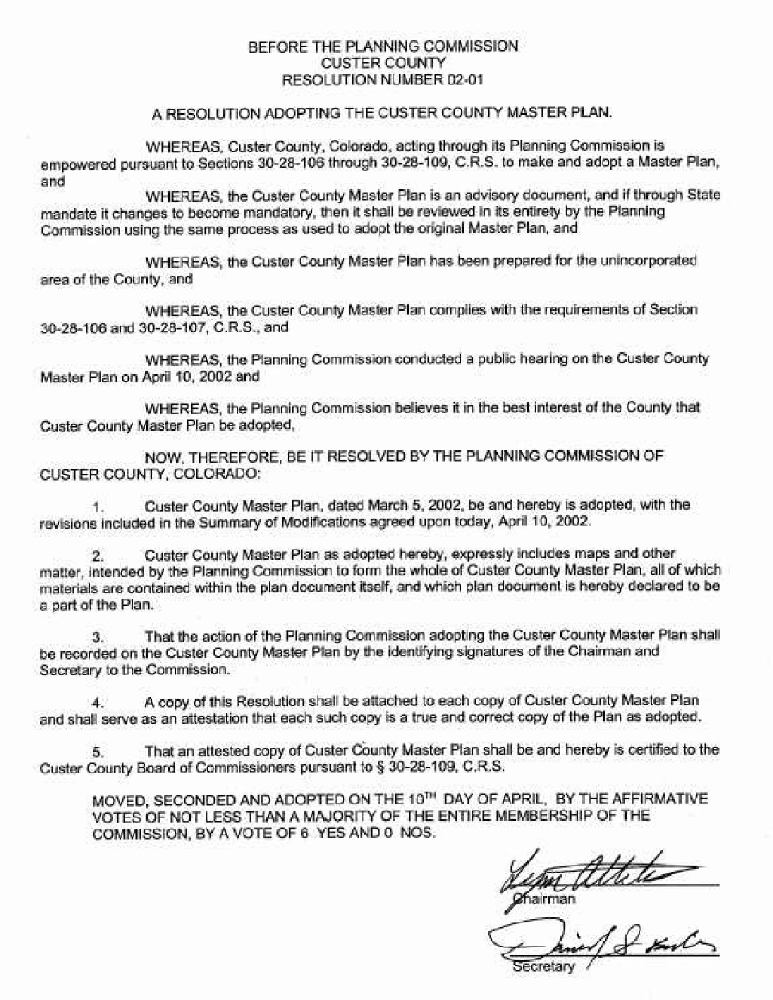 BEFORE THE PLANNING COMMISSION
CUSTER COUNTY
RESOLUTION NUMBER 02-01
A RESOLUTION ADOPTING THE CUSTER COUNTY MASTER PLAN.
WHEREAS, Custer County, Colorado, acting through its Planning Commission is
empowered pursuant to Sections 30-28-106 through 30-28-109, C.R.S. to make and adopt a Master Plan,
and
WHEREAS, the Custer County Master Plan is an advisory document, and if through State
mandate it changes to become mandatory, then it shall be reviewed in its entirety by the Planning
Commission using the same process as used to adopt the original Master Plan, and
WHEREAS, the Custer County Master Plan has been prepared for the unincorporated
area of the County, and
WHEREAS, the Custer County Master Plan complies with the requirements of Section
30-28-106 and 30-28-107, C.R.S., and
WHEREAS, the Planning Commission conducted a public hearing on the Custer County
Master Plan on April 10, 2002 and
WHEREAS, the Planning Commission believes it in the best interest of the County that
Custer County Master Plan be adopted,
NOW, THEREFORE, BE IT RESOLVED BY THE PLANNING COMMISSION OF
CUSTER COUNTY, COLORADO:
1. Custer County Master Plan, dated March 5, 2002, be and hereby is adopted, with the
revisions included in the Summary of Modifications agreed upon today, April 10, 2002.
2. Custer County Master Plan as adopted hereby, expressly includes maps and other
matter, intended by the Planning Commission to form the whole of Custer County Master Plan, all of which
materials are contained within the plan document itself, and which plan document is hereby declared to be
a part of the Plan.
3. That the action of the Planning Commission adopting the Custer County Master Plan shall
be recorded on the Custer County Master Plan by the identifying signatures of the Chairman and
Secretary to the Commission.
4. A copy of this Resolution shall be attached to each copy of Custer County Master Plan
and shall serve as an attestation that each such copy is a true and correct copy of the Plan as adopted.
5. That an attested copy of Custer County Master Plan shall be and hereby is certified to the
Custer County Board of Commissioners pursuant to § 30-28-109, C.R.S.
MOVED, SECONDED AND ADOPTED ON THE 10TH DAY OF APRIL, BY THE AFFIRMATIVE
VOTES OF NOT LESS THAN A MAJORITY OF THE ENTIRE MEMBERSHIP OF THE
COMMISSION, BY A VOTE OF 6 YES AND 0 NOS.
Chairman
Secretary